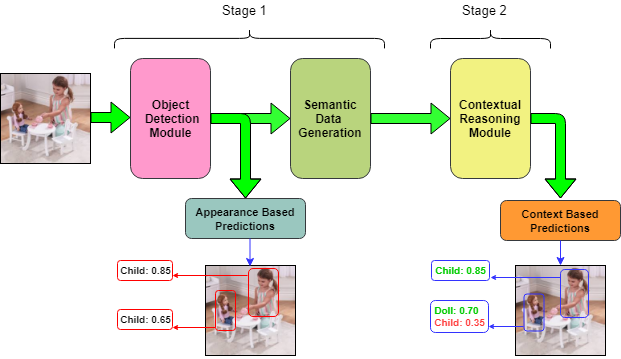 Stage 1
Stage 2
Object
Detection
Module
Semantic
Data
Generation
Contextual
Reasoning
Module
Appearance Based
Predictions
Context Based
Predictions
Child: 0.85
Child: 0.65
Child: 0.85
Doll: 0.70
Child: 0.35